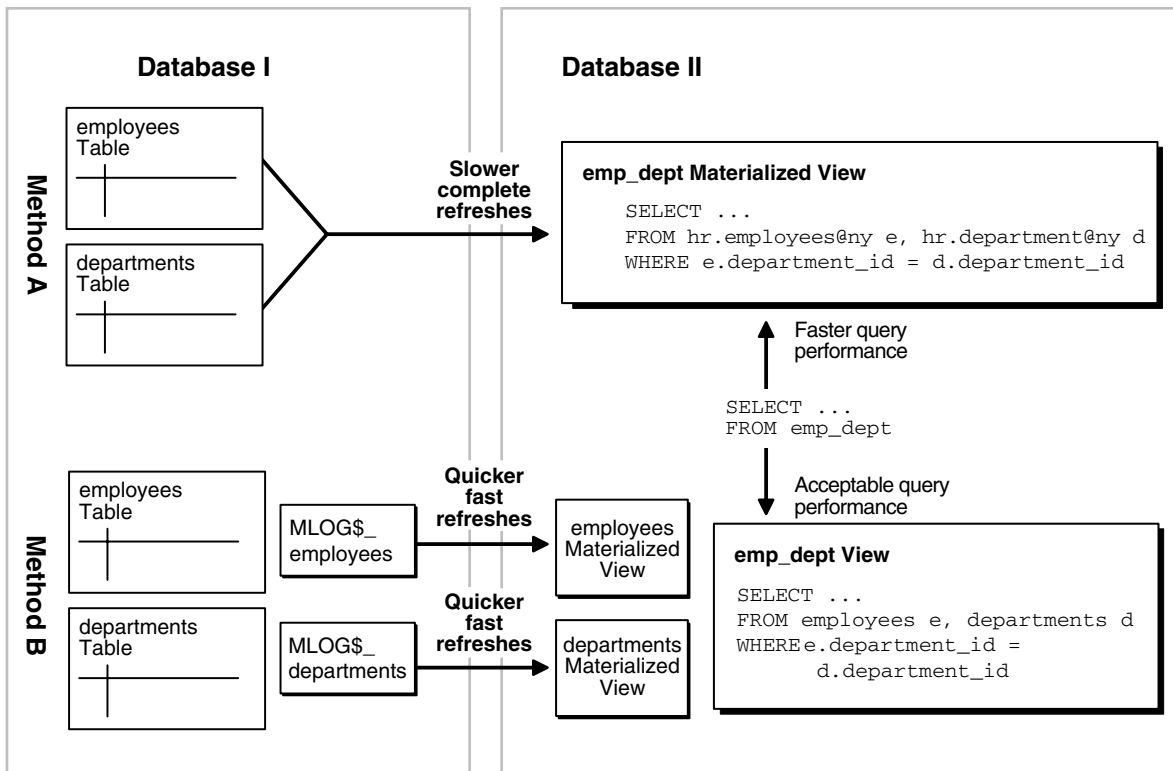 Database I
Database II
Method A
employees
Table
departments
Table
Slower
complete
refreshes
emp_dept Materialized View
SELECT ...
FROM hr.employees@ny e, hr.department@ny d
WHERE e.department_id = d.department_id
Faster query
performance
SELECT ...
FROM emp_dept
Acceptable query
performance
Method B
employees
Table
MLOG$_
employees
Quicker
fast
refreshes
employees
Materialized
View
departments
Table
MLOG$_
departments
Quicker
fast
refreshes
departments
Materialized
View
emp_dept View
SELECT ...
FROM employees e, departments d
WHERE e.department_id =
d.department_id